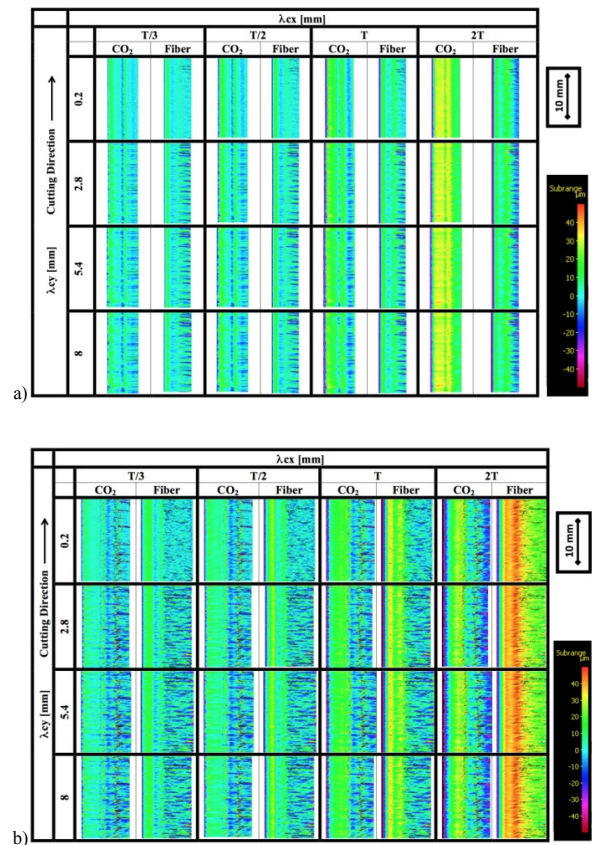 λcx [mm]
T/3 T/2 T 2T
CO2 Fiber CO2 Fiber CO2 Fiber CO2 Fiber
Cutting Direction
λcy [mm]
0.2
2.8
5.4
8
10 mm
Subrange
µm
40
30
20
10
0
-10
-20
-30
-40
a)
λcx [mm]
T/3 T/2 T 2T
CO2 Fiber CO2 Fiber CO2 Fiber CO2 Fiber
Cutting Direction
λcy [mm]
0.2
2.8
5.4
8
10 mm
Subrange
µm
40
30
20
10
0
-10
-20
-30
-40
b)